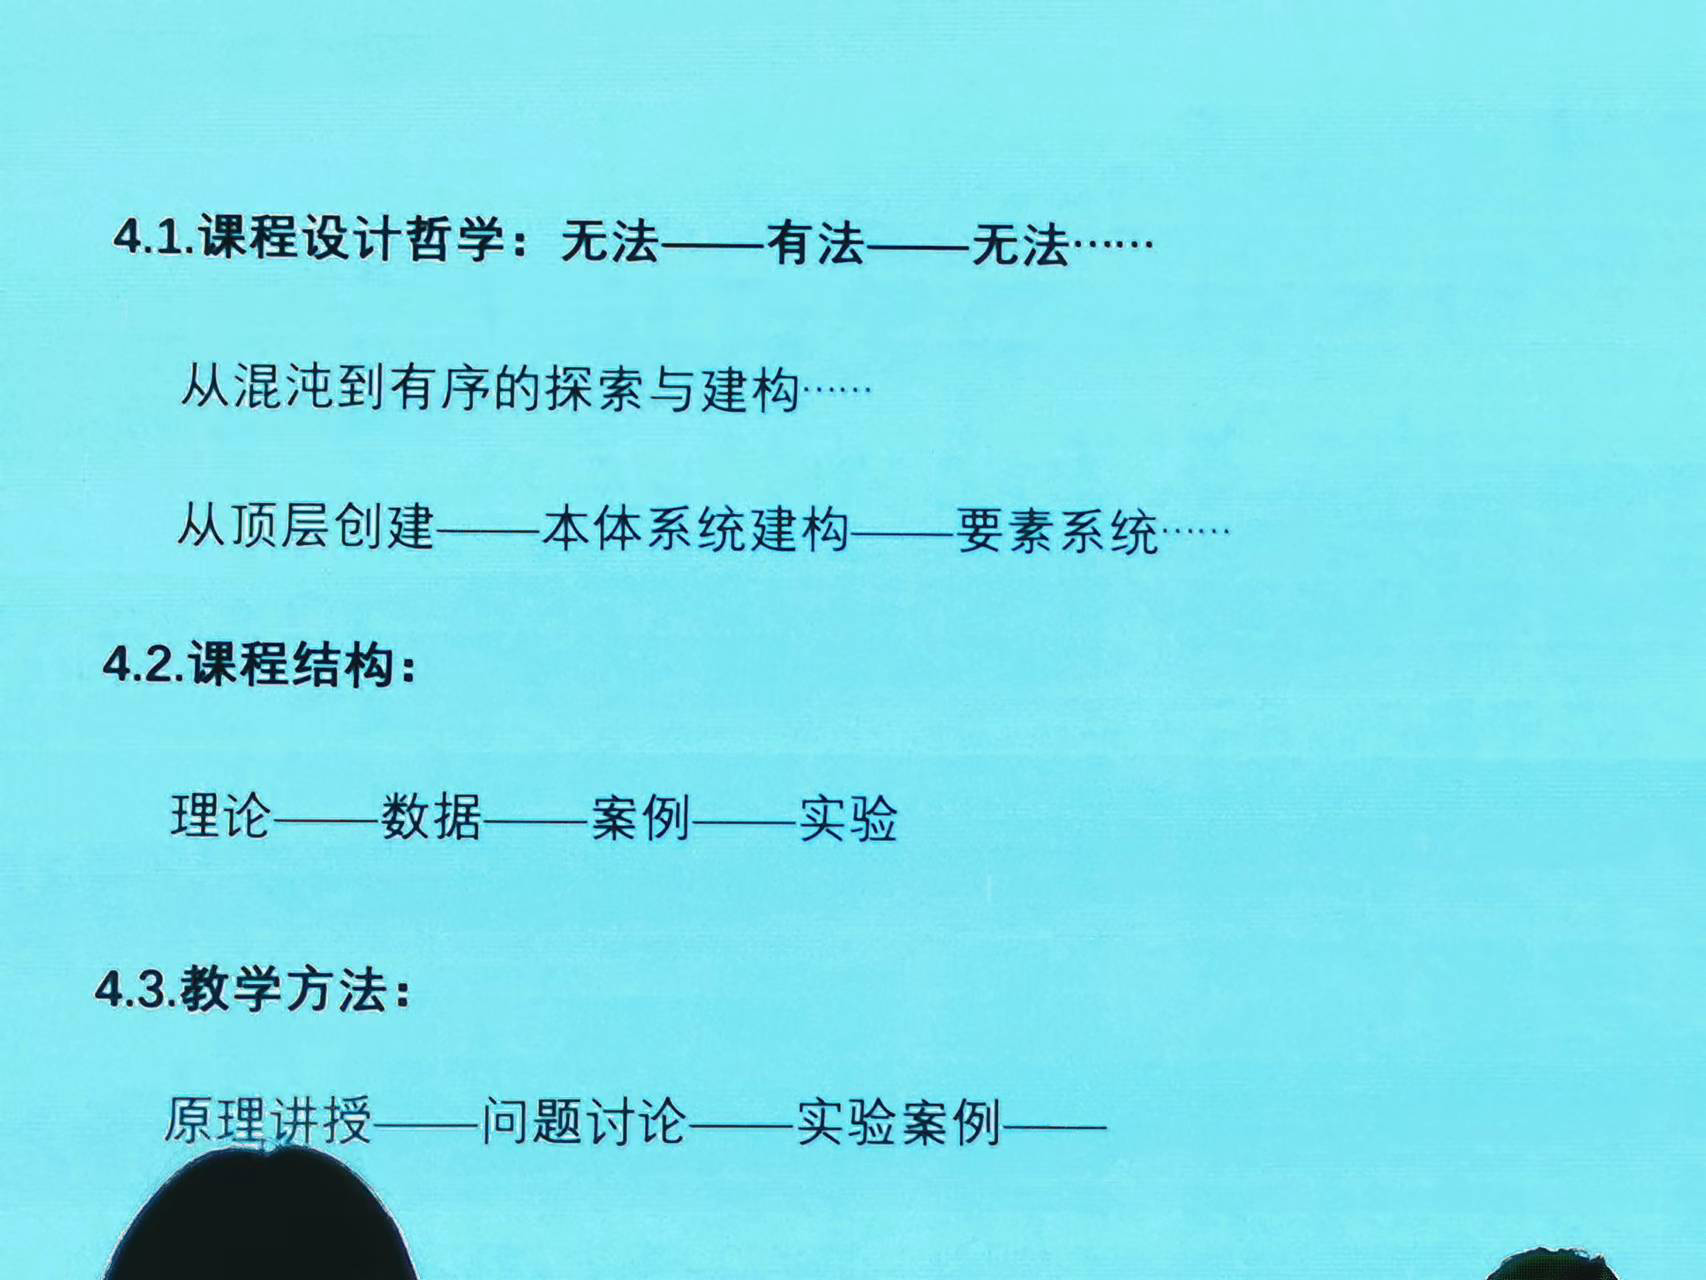 4.1.课程设计哲学：无法——有法——无法……
从混沌到有序的探索与建构……
从顶层创建——本体系统建构——要素系统……
4.2.课程结构：
理论——数据——案例——实验
4.3.教学方法：
原理讲授——问题讨论——实验案例——